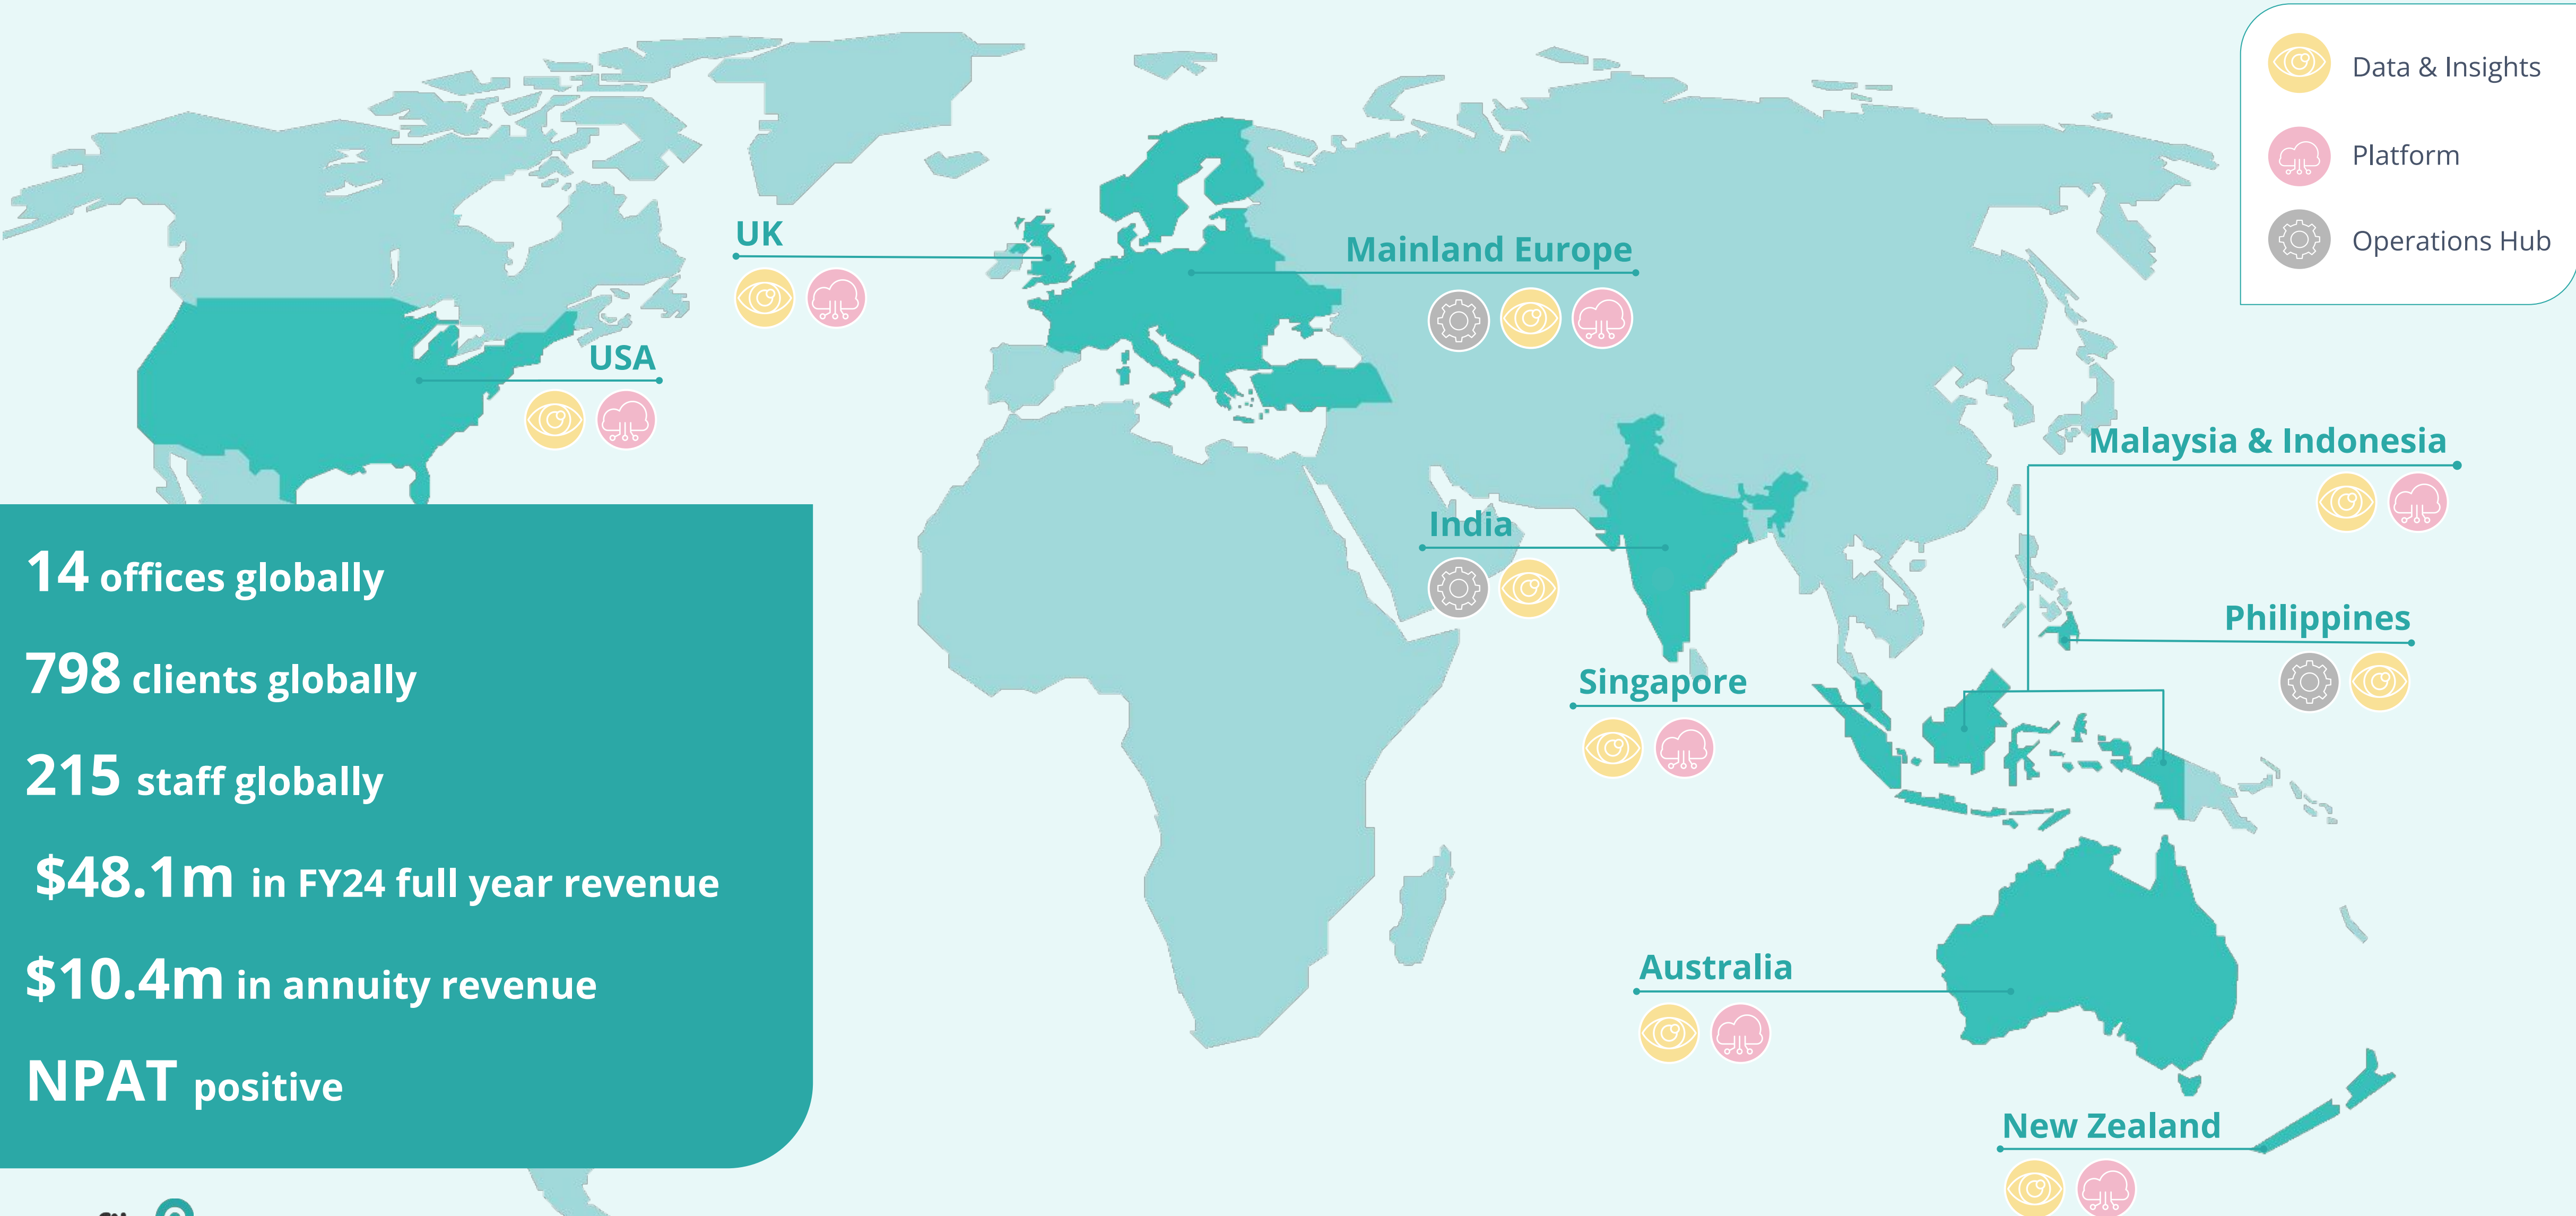 Data & Insights
Platform
Operations Hub
UK
Mainland Europe
USA
Malaysia & Indonesia
India
Philippines
Singapore
Australia
New Zealand
14 offices globally
798 clients globally
215 staff globally
$48.1m in FY24 full year revenue
$10.4m in annuity revenue
NPAT positive